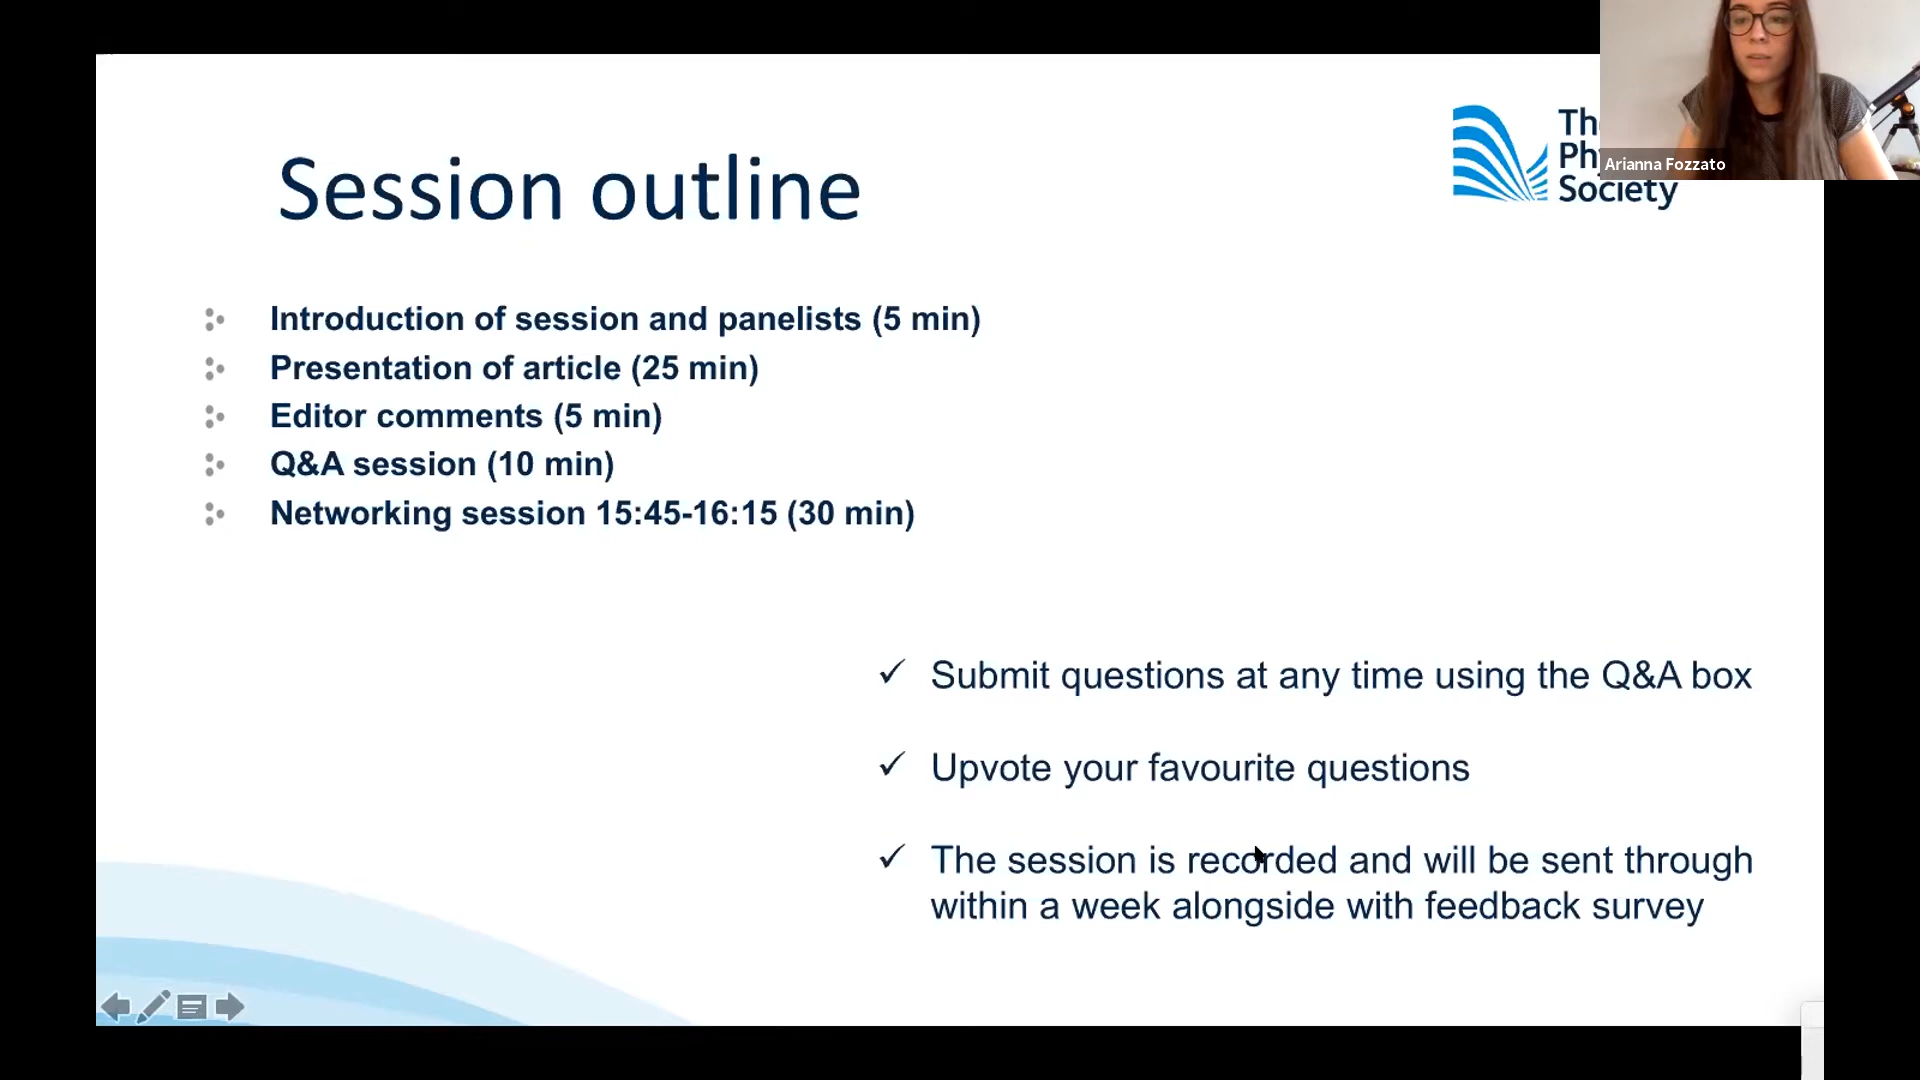 Session outline
The
Phy
Society
Arianna Fozzato
Introduction of session and panelists (5 min)
Presentation of article (25 min)
Editor comments (5 min)
Q&A session (10 min)
Networking session 15:45-16:15 (30 min)
Submit questions at any time using the Q&A box
Upvote your favourite questions
The session is recorded and will be sent through
within a week alongside with feedback survey